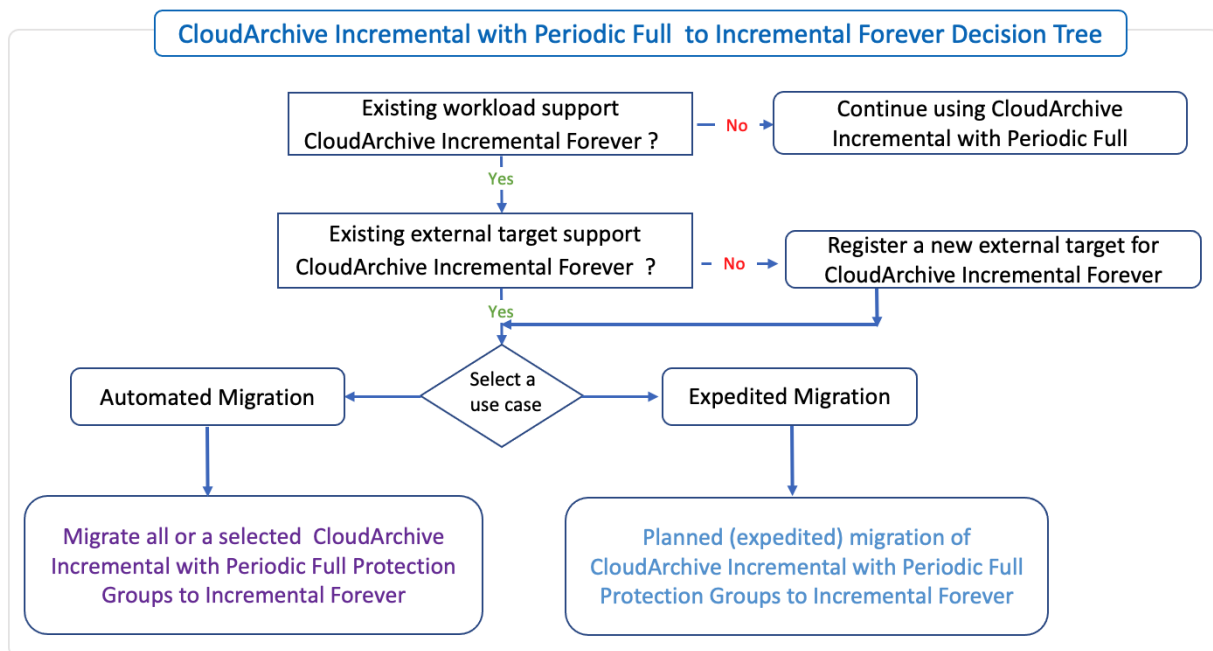 CloudArchive Incremental with Periodic Full to Incremental Forever Decision Tree
Existing workload support
CloudArchive Incremental Forever ?
No
Continue using CloudArchive
Incremental with Periodic Full
Yes
Existing external target support
CloudArchive Incremental Forever ?
No
Register a new external target for
CloudArchive Incremental Forever
Yes
Select a
use case
Automated Migration
Expedited Migration
Migrate all or a selected CloudArchive
Incremental with Periodic Full Protection
Groups to Incremental Forever
Planned (expedited) migration of
CloudArchive Incremental with Periodic Full
Protection Groups to Incremental Forever